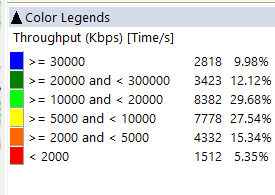 Color Legends
Throughput (Kbps) [Time/s]
>= 30000 2818 9.98%
>= 20000 and < 300000 3423 12.12%
>= 10000 and < 20000 8382 29.68%
>= 5000 and < 10000 7778 27.54%
>= 2000 and < 5000 4332 15.34%
< 2000 1512 5.35%